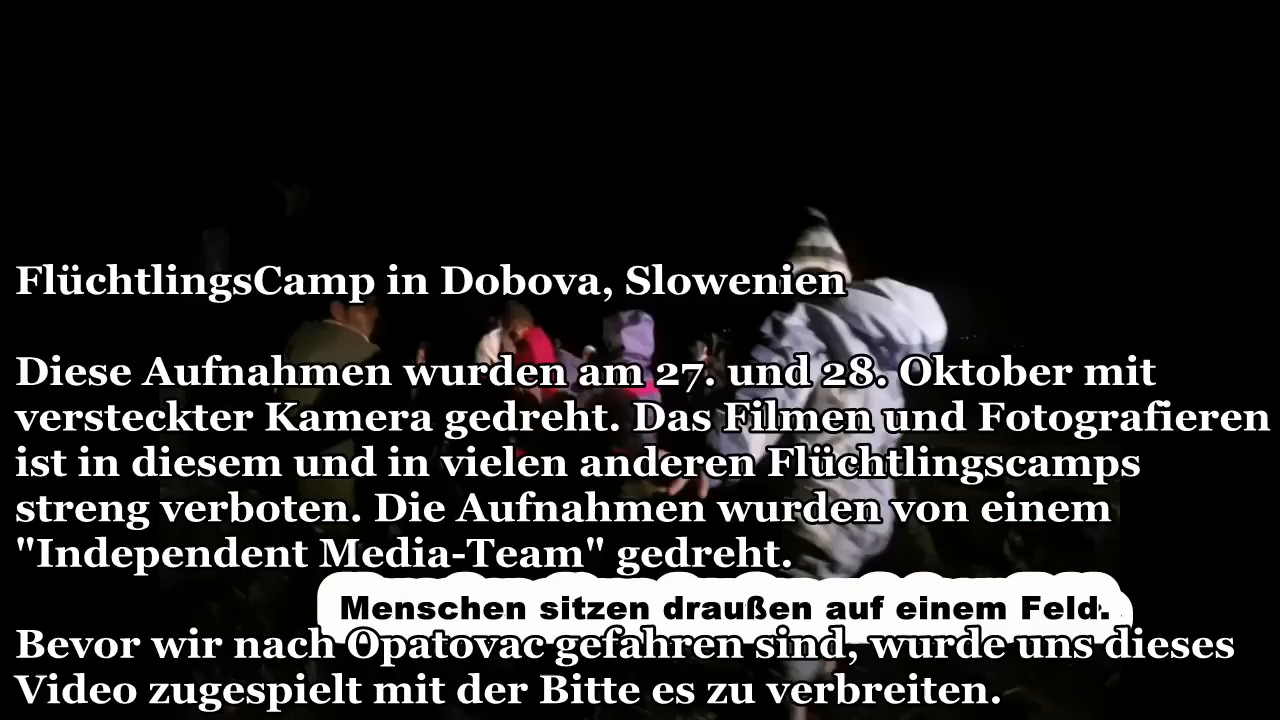 FlüchtlingsCamp in Dobova, Slowenien
Diese Aufnahmen wurden am 27. und 28. Oktober mit
versteckter Kamera gedreht. Das Filmen und Fotografieren
ist in diesem und in vielen anderen Flüchtlingscamps
streng verboten. Die Aufnahmen wurden von einem
"Independent Media-Team" gedreht.
Menschen sitzen draußen auf einem Feld.
Bevor wir nach Opatovac gefahren sind, wurde uns dieses
Video zugespielt mit der Bitte es zu verbreiten.